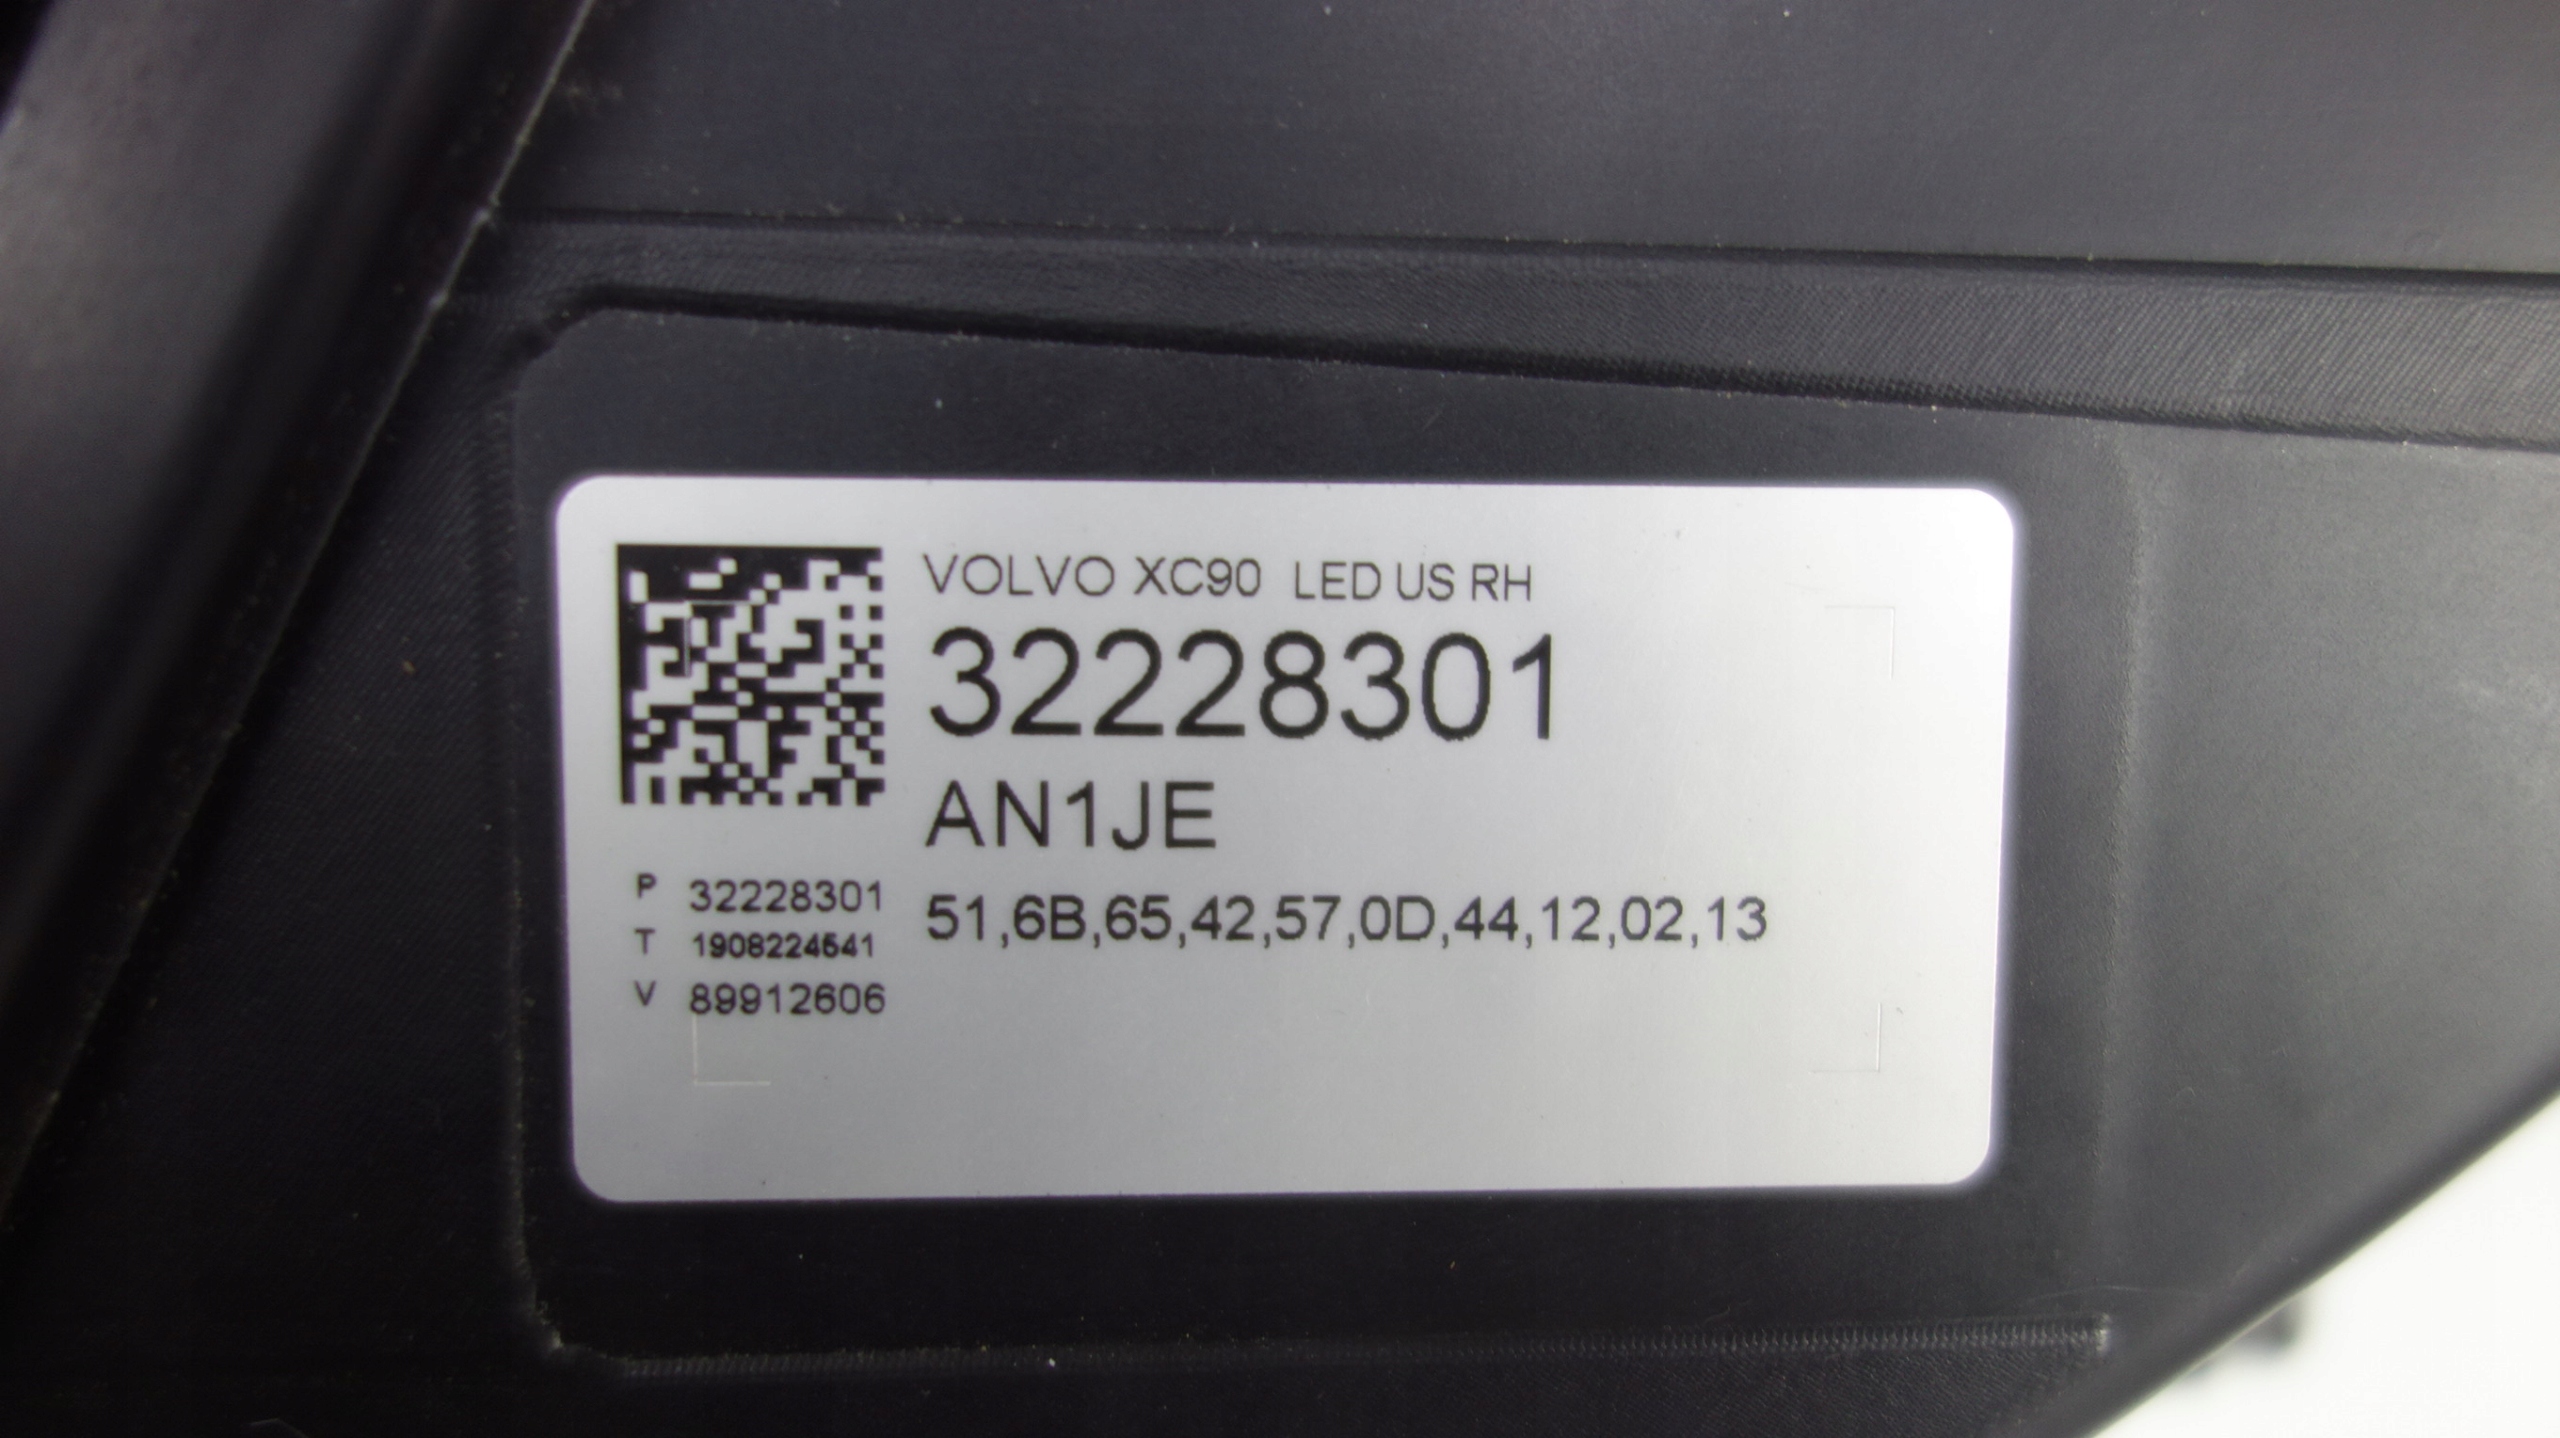 VOLVO XC90 LED US RH
32228301
AN1JE
51,6B,65,42,57,0D,44,12,02,13
P 32228301
T 1908224541
V 89912606